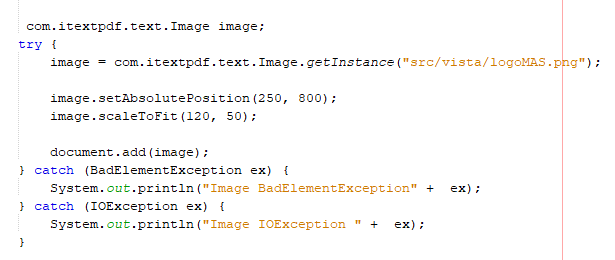 com.itextpdf.text.Image image;
try {
    image = com.itextpdf.text.Image.getInstance("src/vista/logoMAS.png");

    image.setAbsolutePosition(250, 800);
    image.scaleToFit(120, 50);

    document.add(image);
} catch (BadElementException ex) {
    System.out.println("Image BadElementException" +  ex);
} catch (IOException ex) {
    System.out.println("Image IOException " +  ex);
}